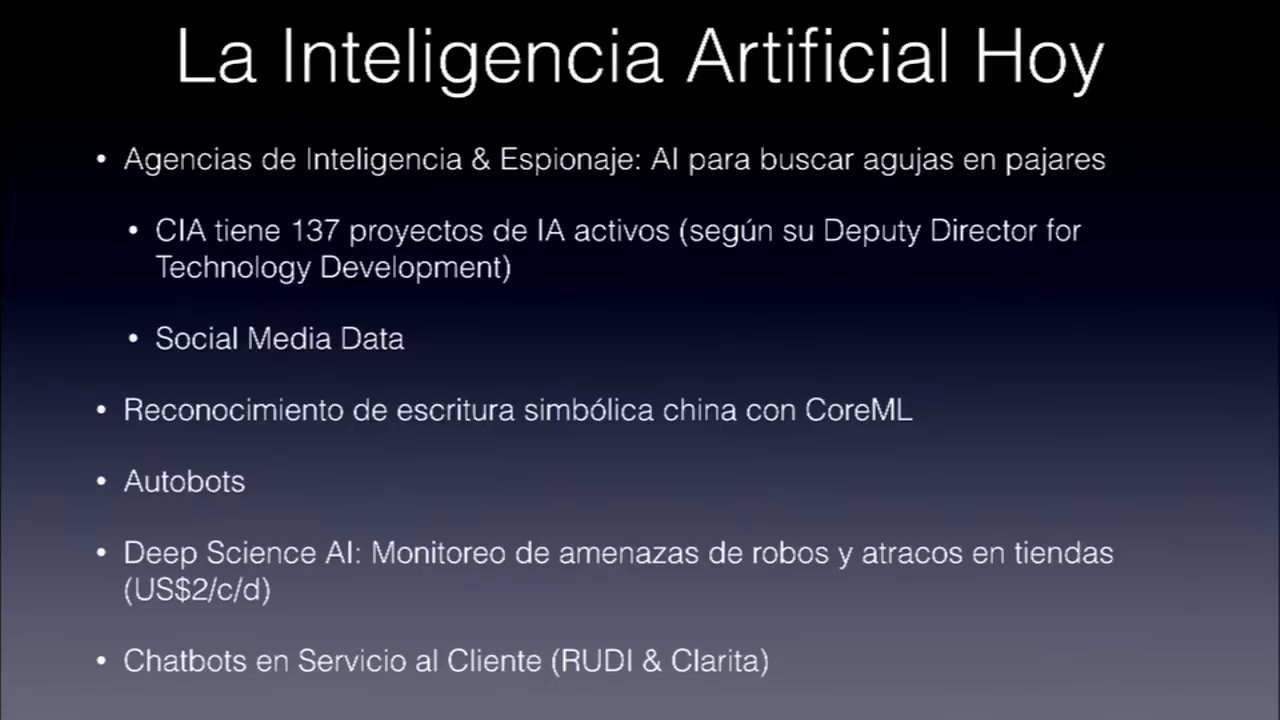 La Inteligencia Artificial Hoy
• Agencias de Inteligencia & Espionaje: AI para buscar agujas en pajares
• CIA tiene 137 proyectos de IA activos (según su Deputy Director for
Technology Development)
• Social Media Data
• Reconocimiento de escritura simbólica china con CoreML
• Autobots
• Deep Science AI: Monitoreo de amenazas de robos y atracos en tiendas
(US$2/c/d)
• Chatbots en Servicio al Cliente (RUDI & Clarita)